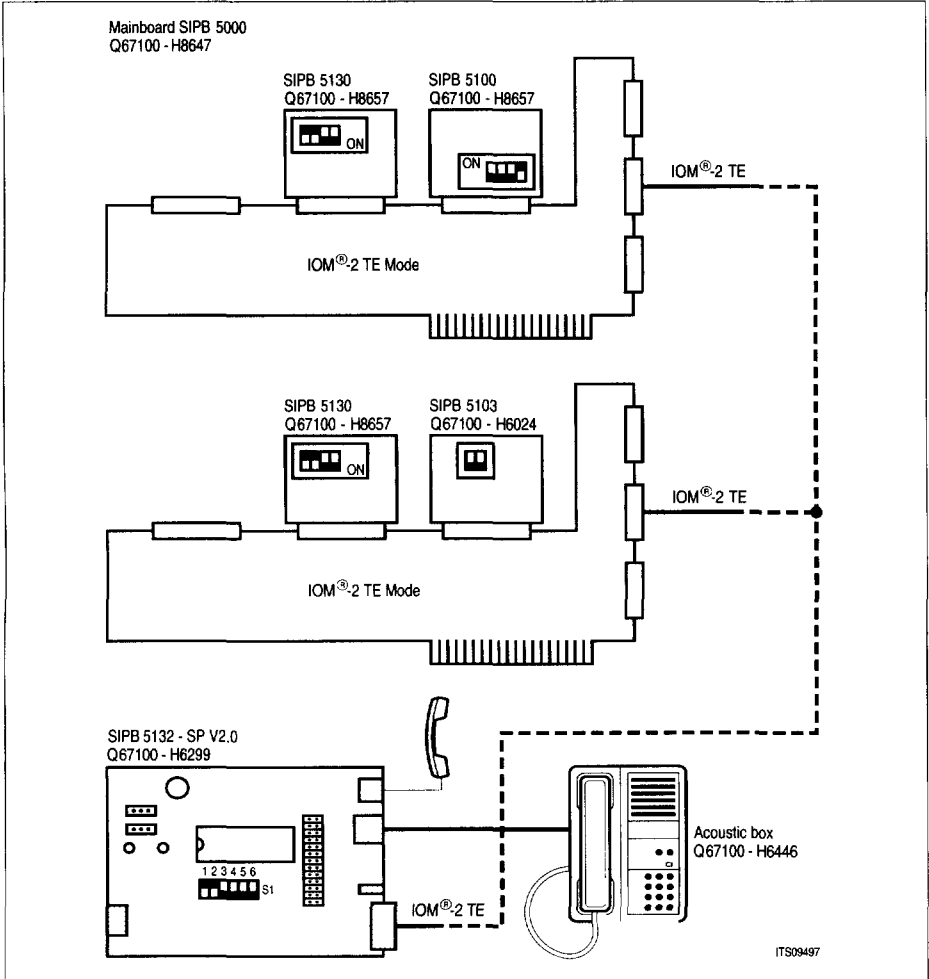 Mainboard SIPB 5000
Q67100 - H8647
SIPB 5130
Q67100 - H8657
ON
SIPB 5100
Q67100 - H8657
ON
IOM®-2 TE
IOM®-2 TE Mode
SIPB 5130
Q67100 - H8657
ON
SIPB 5103
Q67100 - H6024
IOM®-2 TE
IOM®-2 TE Mode
SIPB 5132 - SP V2.0
Q67100 - H6299
1 2 3 4 5 6
S1
IOM®-2 TE
Acoustic box
Q67100 - H6446
ITS09497